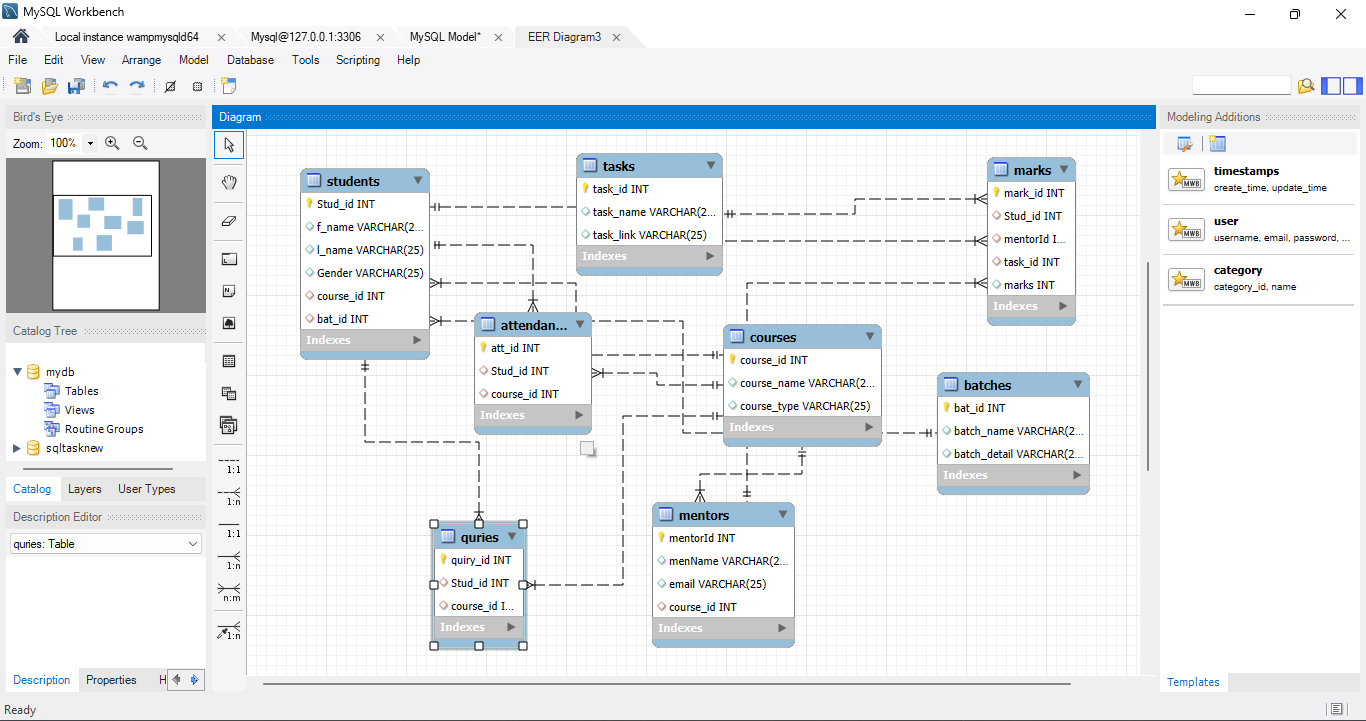 MySQL Workbench
Local instance wampmysqld64
Mysql@127.0.0.1:3306
MySQL Model*
EER Diagram3
File Edit View Arrange Model Database Tools Scripting Help
Bird's Eye
Zoom: 100%
Catalog Tree
mydb
Tables
Views
Routine Groups
sqltasknew
Catalog Layers User Types
Description Editor
quries: Table
Description Properties H
Ready
Diagram
1:1
1:n
1:1
1:n
n:m
1:n
students
Stud_id INT
f_name VARCHAR(2...
l_name VARCHAR(25)
Gender VARCHAR(25)
course_id INT
bat_id INT
Indexes
tasks
task_id INT
task_name VARCHAR(2...
task_link VARCHAR(25)
Indexes
marks
mark_id INT
Stud_id INT
mentorId I...
task_id INT
marks INT
Indexes
attendan...
att_id INT
Stud_id INT
course_id INT
Indexes
courses
course_id INT
course_name VARCHAR(2...
course_type VARCHAR(25)
Indexes
batches
bat_id INT
batch_name VARCHAR(2...
batch_detail VARCHAR(2...
Indexes
quries
quiry_id INT
Stud_id INT
course_id I...
Indexes
mentors
mentorId INT
menName VARCHAR(2...
email VARCHAR(25)
course_id INT
Indexes
Modeling Additions
MWB
timestamps
create_time, update_time
MWB
user
username, email, password, ...
MWB
category
category_id, name
Templates